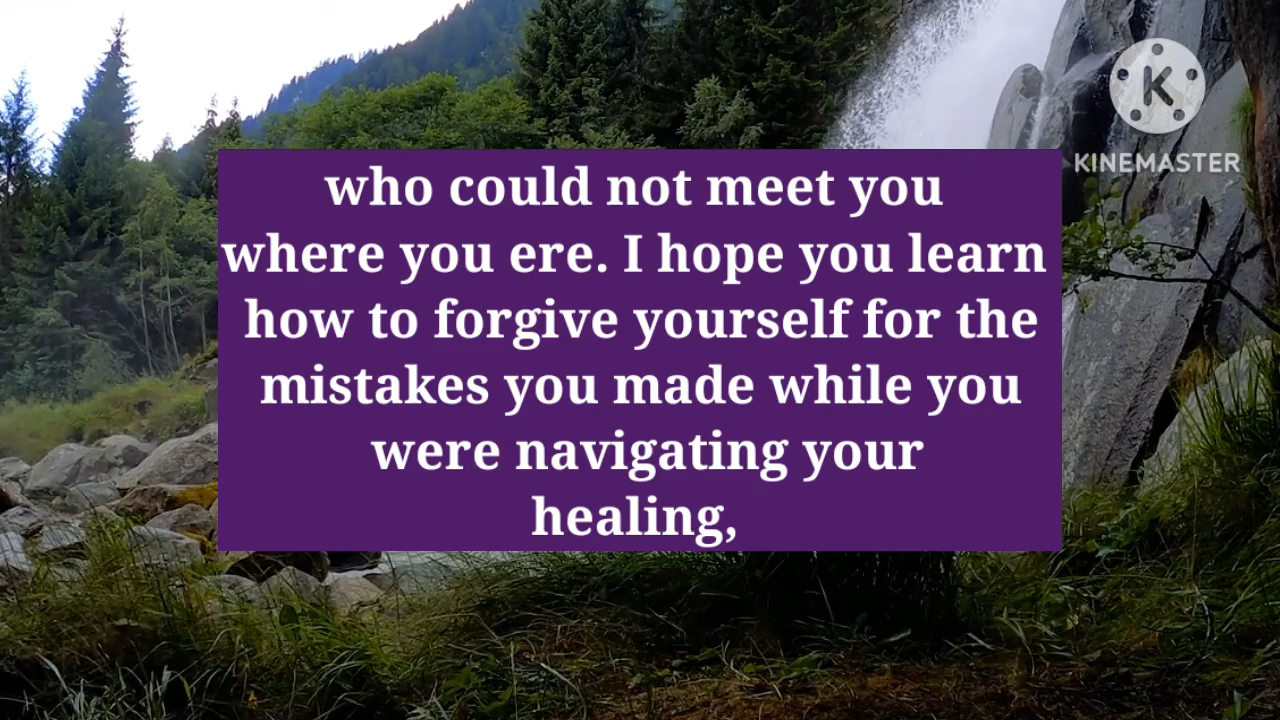 K
KINEMASTER
who could not meet you
where you ere. I hope you learn
how to forgive yourself for the
mistakes you made while you
were navigating your
healing,